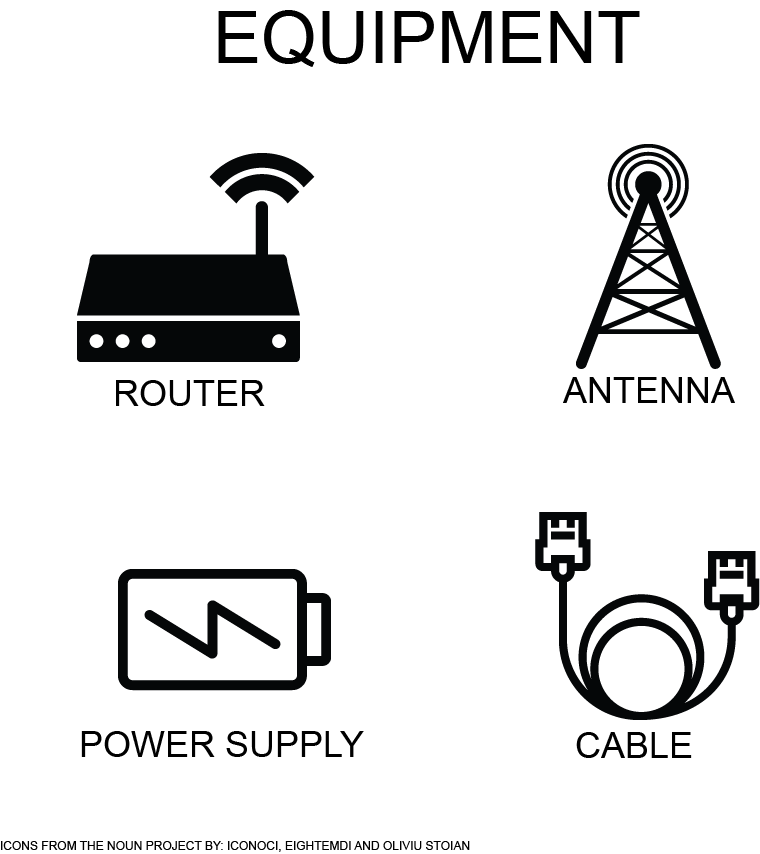 EQUIPMENT
ROUTER
ANTENNA
POWER SUPPLY
CABLE
ICONS FROM THE NOUN PROJECT BY: ICONOCI, EIGHTEMDI AND OLIVIU STOIAN